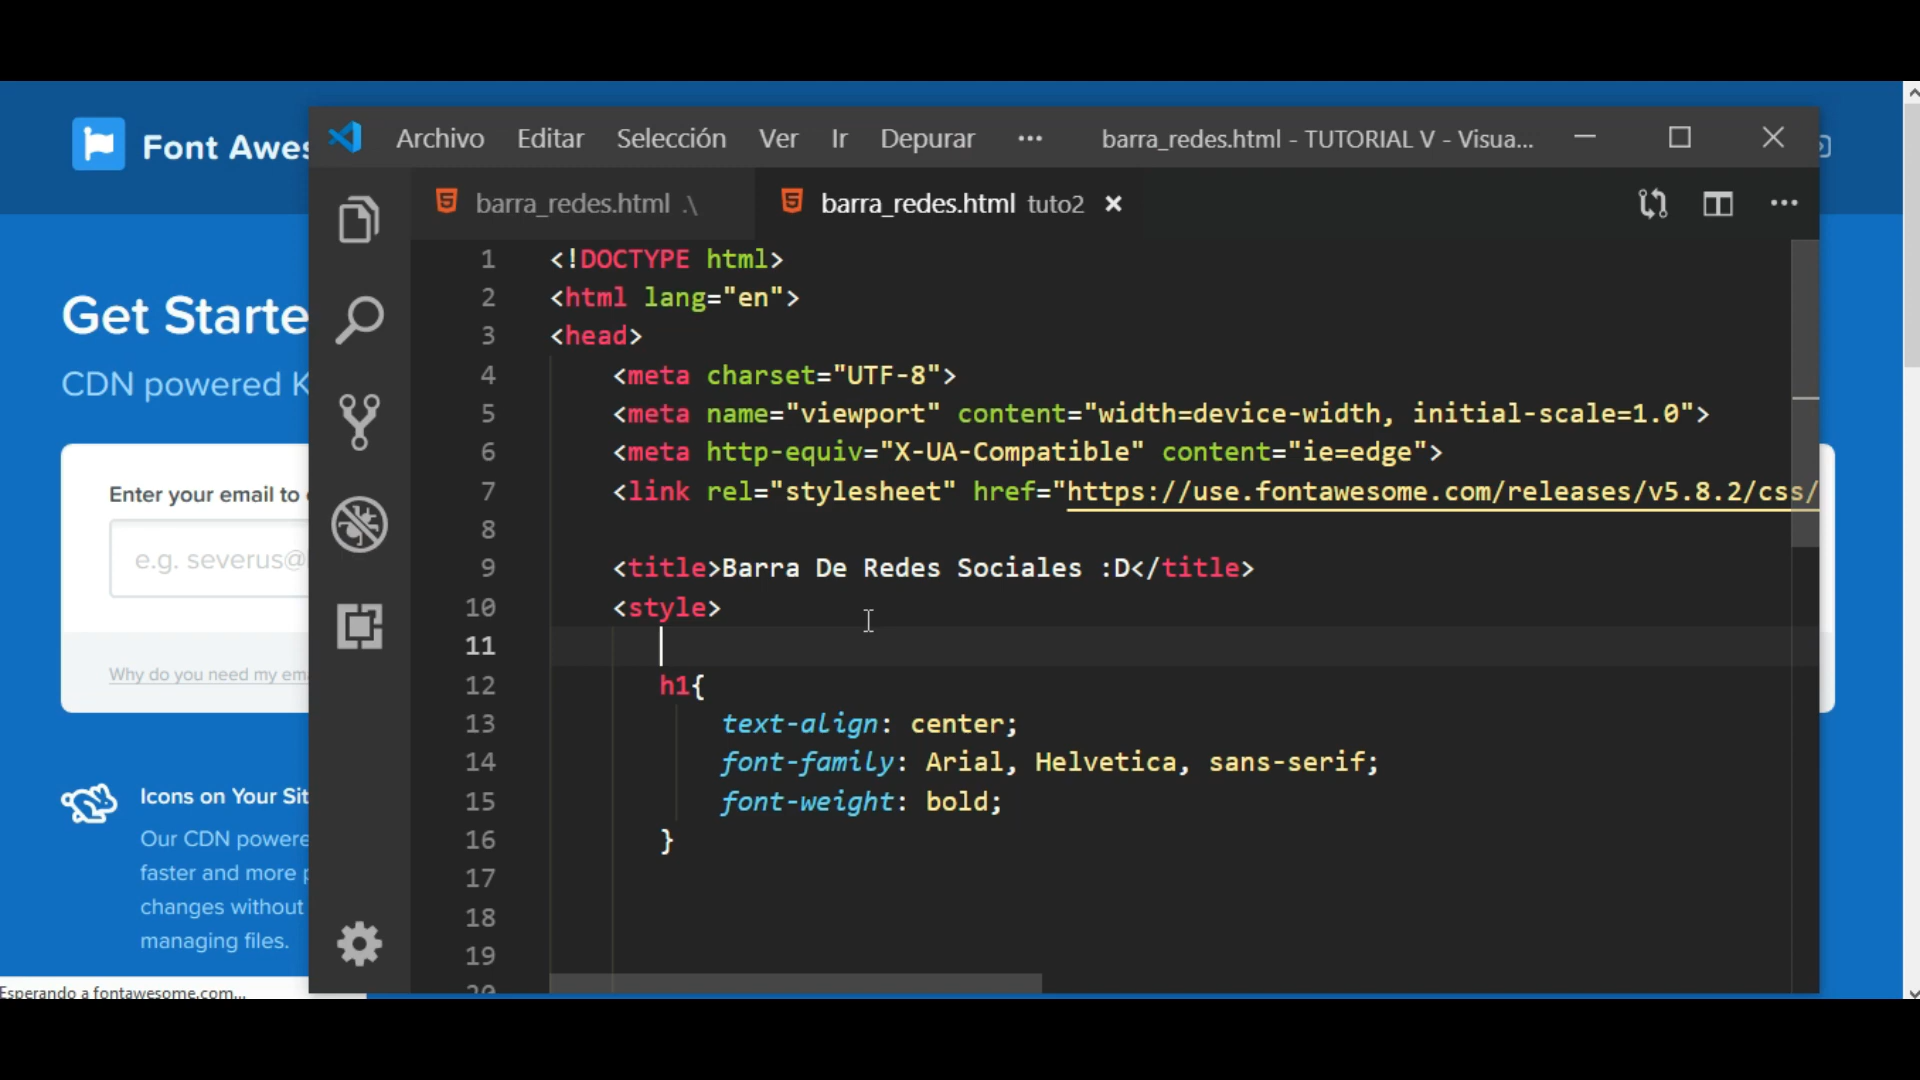 Font Awes
Get Starte
CDN powered K
Enter your email to
e.g. severus@
Why do you need my em
Icons on Your Sit
Our CDN powere
faster and more p
changes without
managing files.
Esperando a fontawesome.com...
Archivo Editar Selección Ver Ir Depurar ··· barra_redes.html - TUTORIAL V - Visua...
barra_redes.html .\ barra_redes.html tuto2
1 <!DOCTYPE html>
2 <html lang="en">
3 <head>
4 <meta charset="UTF-8">
5 <meta name="viewport" content="width=device-width, initial-scale=1.0">
6 <meta http-equiv="X-UA-Compatible" content="ie=edge">
7 <link rel="stylesheet" href="https://use.fontawesome.com/releases/v5.8.2/css/
8
9 <title>Barra De Redes Sociales :D</title>
10 <style>
11
12 h1{
13 text-align: center;
14 font-family: Arial, Helvetica, sans-serif;
15 font-weight: bold;
16 }
17
18
19
20